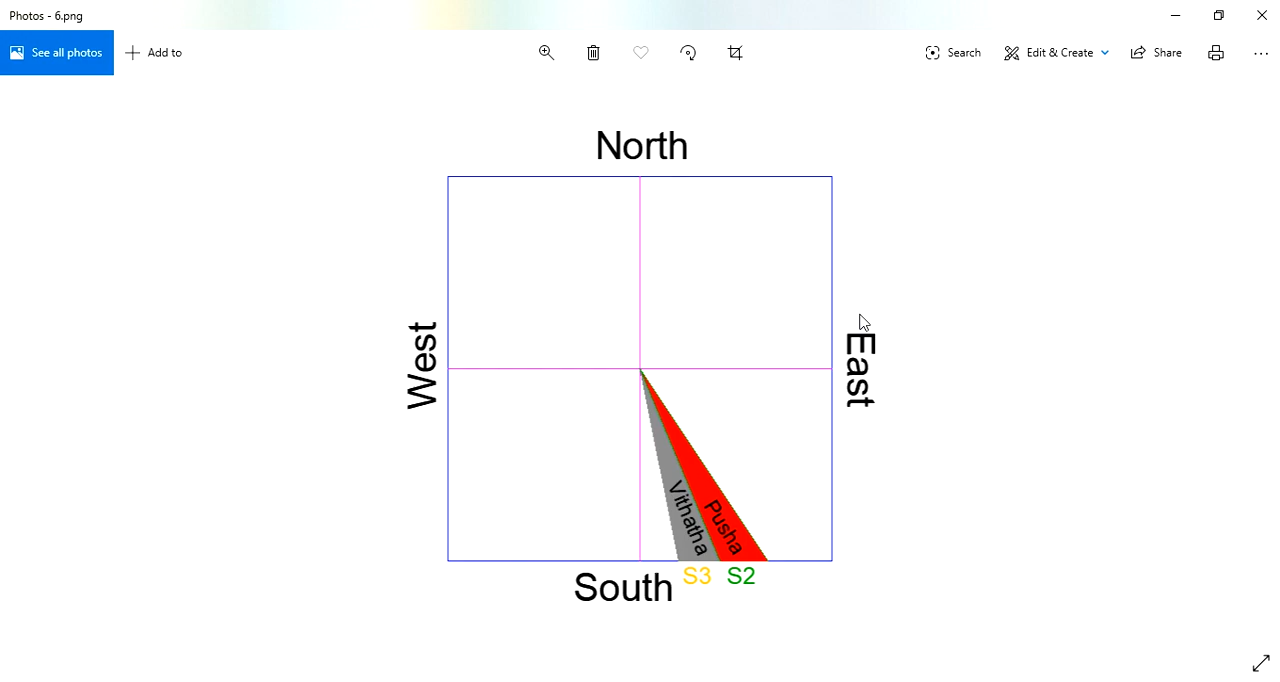 Photos - 6.png
See all photos
Add to
Search
Edit & Create
Share
North
West
East
Vithatha
Pusha
South
S3
S2